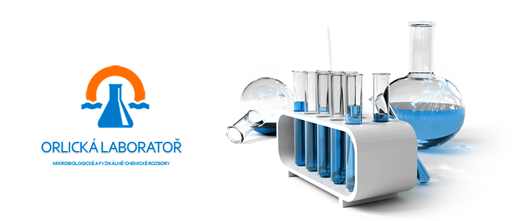 ORLICKÁ LABORATOŘ
MIKROBIOLOGICKÉ A FYZIKÁLNĚ CHEMICKÉ ROZBORY